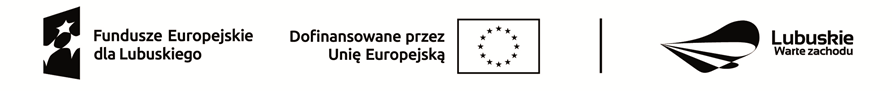 Fundusze Europejskie
dla Lubuskiego
Dofinansowane przez
Unię Europejską
Lubuskie
Warte zachodu